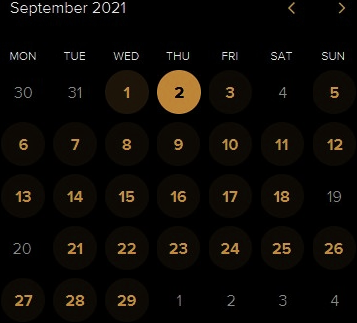 September 2021 < >
MON TUE WED THU FRI SAT SUN
30 31 1 2 3 4 5
6 7 8 9 10 11 12
13 14 15 16 17 18 19
20 21 22 23 24 25 26
27 28 29 1 2 3 4